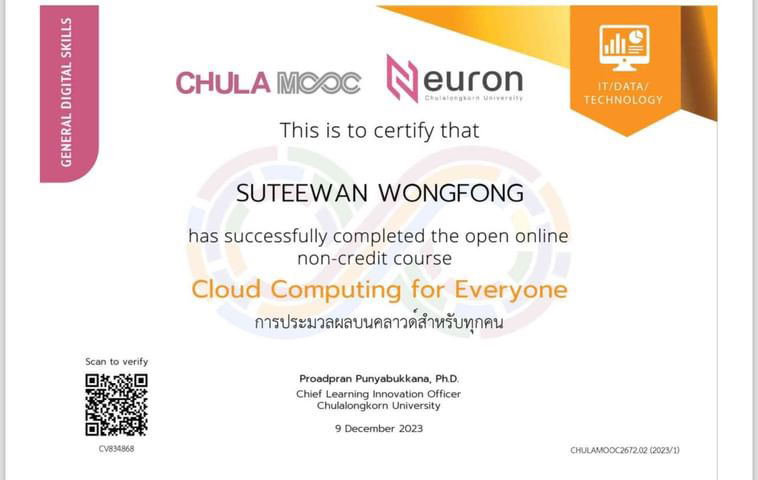 GENERAL DIGITAL SKILLS
CHULA MOOC
Neuron
Chulalongkorn University
IT/DATA/
TECHNOLOGY
This is to certify that
SUTEEWAN WONGFONG
has successfully completed the open online
non-credit course
Cloud Computing for Everyone
การประมวลผลบนคลาวด์สำหรับทุกคน
Scan to verify
CV834868
Proadpran Punyabukkana, Ph.D.
Chief Learning Innovation Officer
Chulalongkorn University
9 December 2023
CHULAMOOC2672.02 (2023/1)